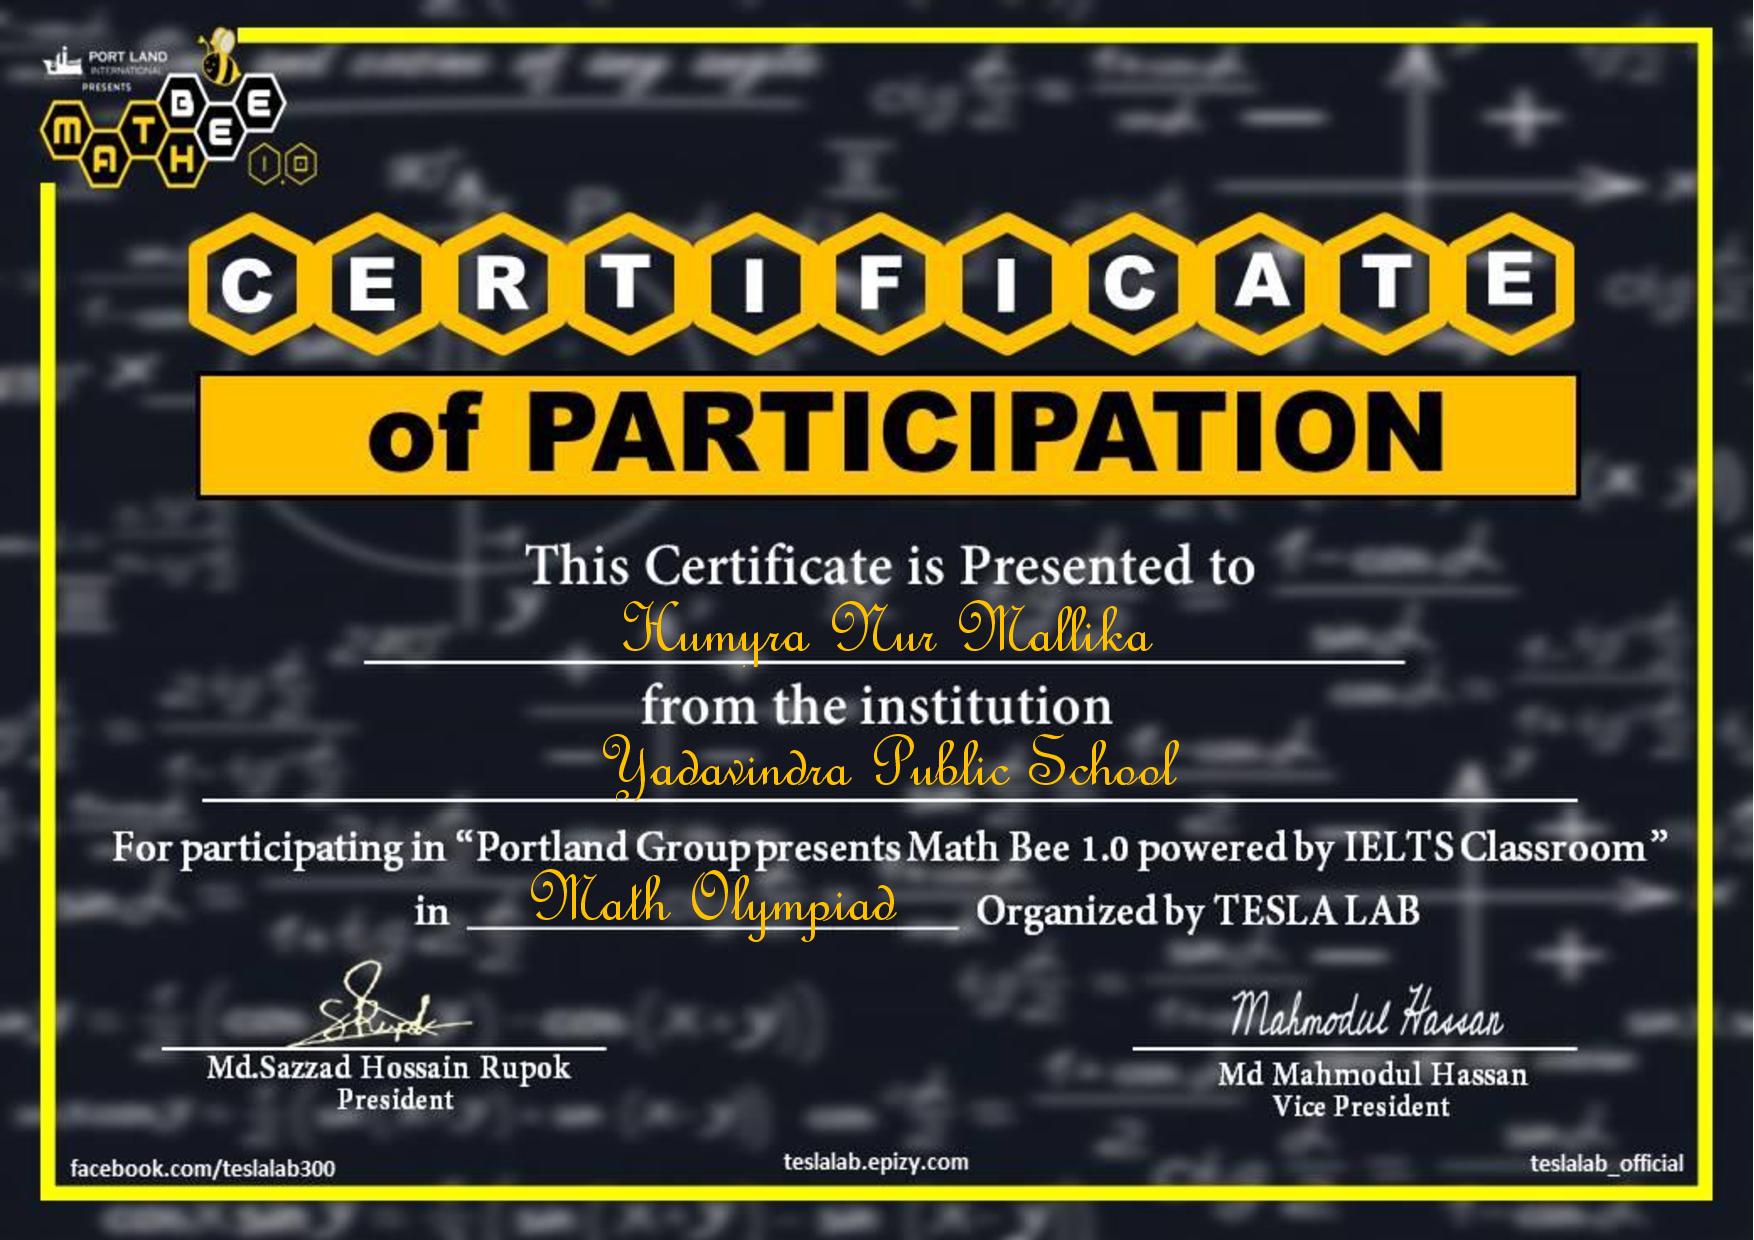 PORT LAND
INTERNATIONAL
PRESENTS
MATH BEE 1.0
CERTIFICATE
of PARTICIPATION
This Certificate is Presented to
Humyra Nur Mallika
from the institution
Yadavindra Public School
For participating in “Portland Group presents Math Bee 1.0 powered by IELTS Classroom”
in Math Olympiad Organized by TESLA LAB
SRupok
Mahmodul Hassan
Md.Sazzad Hossain Rupok
President
Md Mahmodul Hassan
Vice President
facebook.com/teslalab300
teslalab.epizy.com
teslalab_official